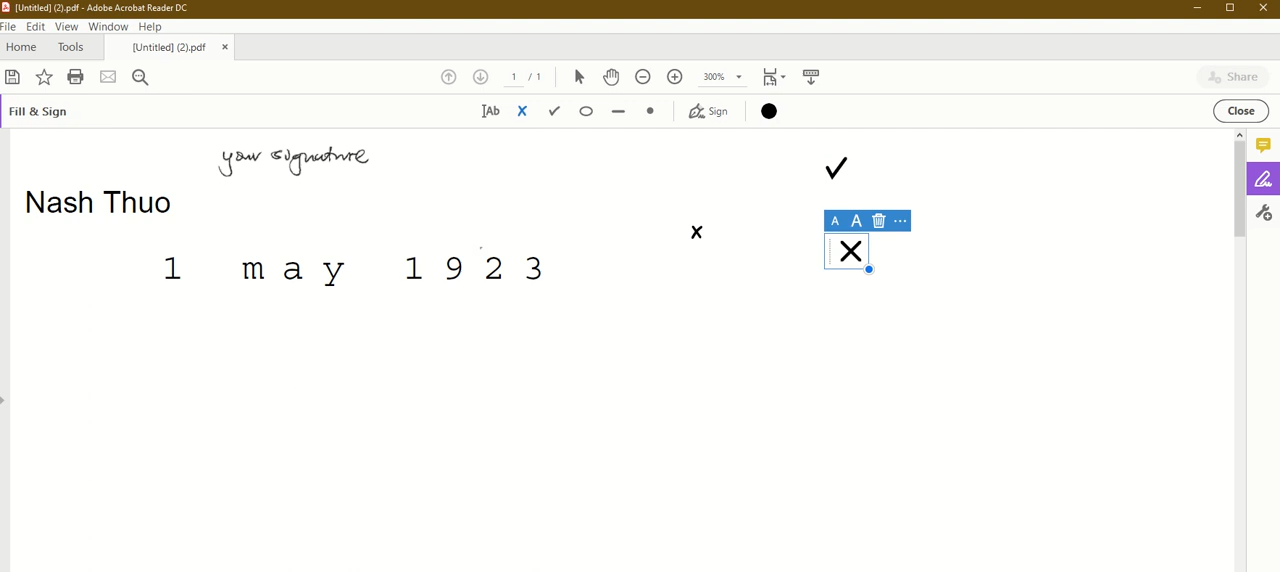 [Untitled] (2).pdf - Adobe Acrobat Reader DC
File Edit View Window Help
Home Tools [Untitled] (2).pdf ×
1 / 1 300% Share
Fill & Sign Ab Sign Close
your signature
Nash Thuo
A A ...
1 may 1923